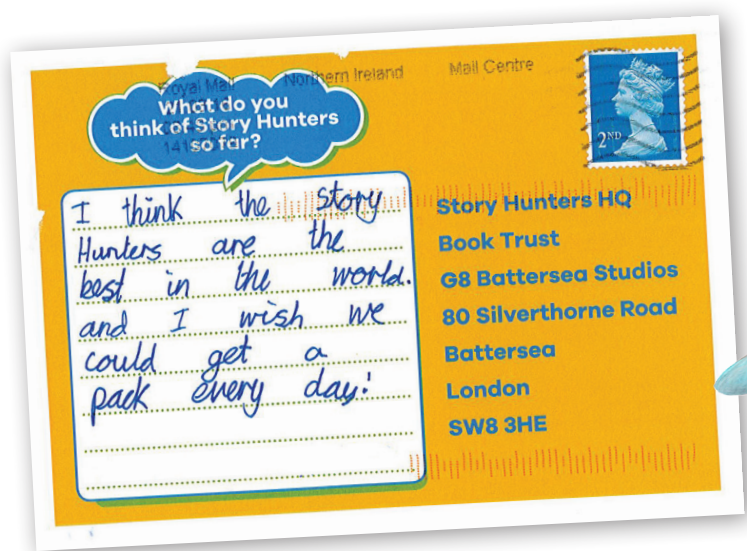 Royal Mail
Northern Ireland
Mail Centre
What do you
think of Story Hunters
so far?
2ND
I think the story
Hunters are the
best in the world.
and I wish we
could get a
pack every day!
Story Hunters HQ
Book Trust
G8 Battersea Studios
80 Silverthorne Road
Battersea
London
SW8 3HE